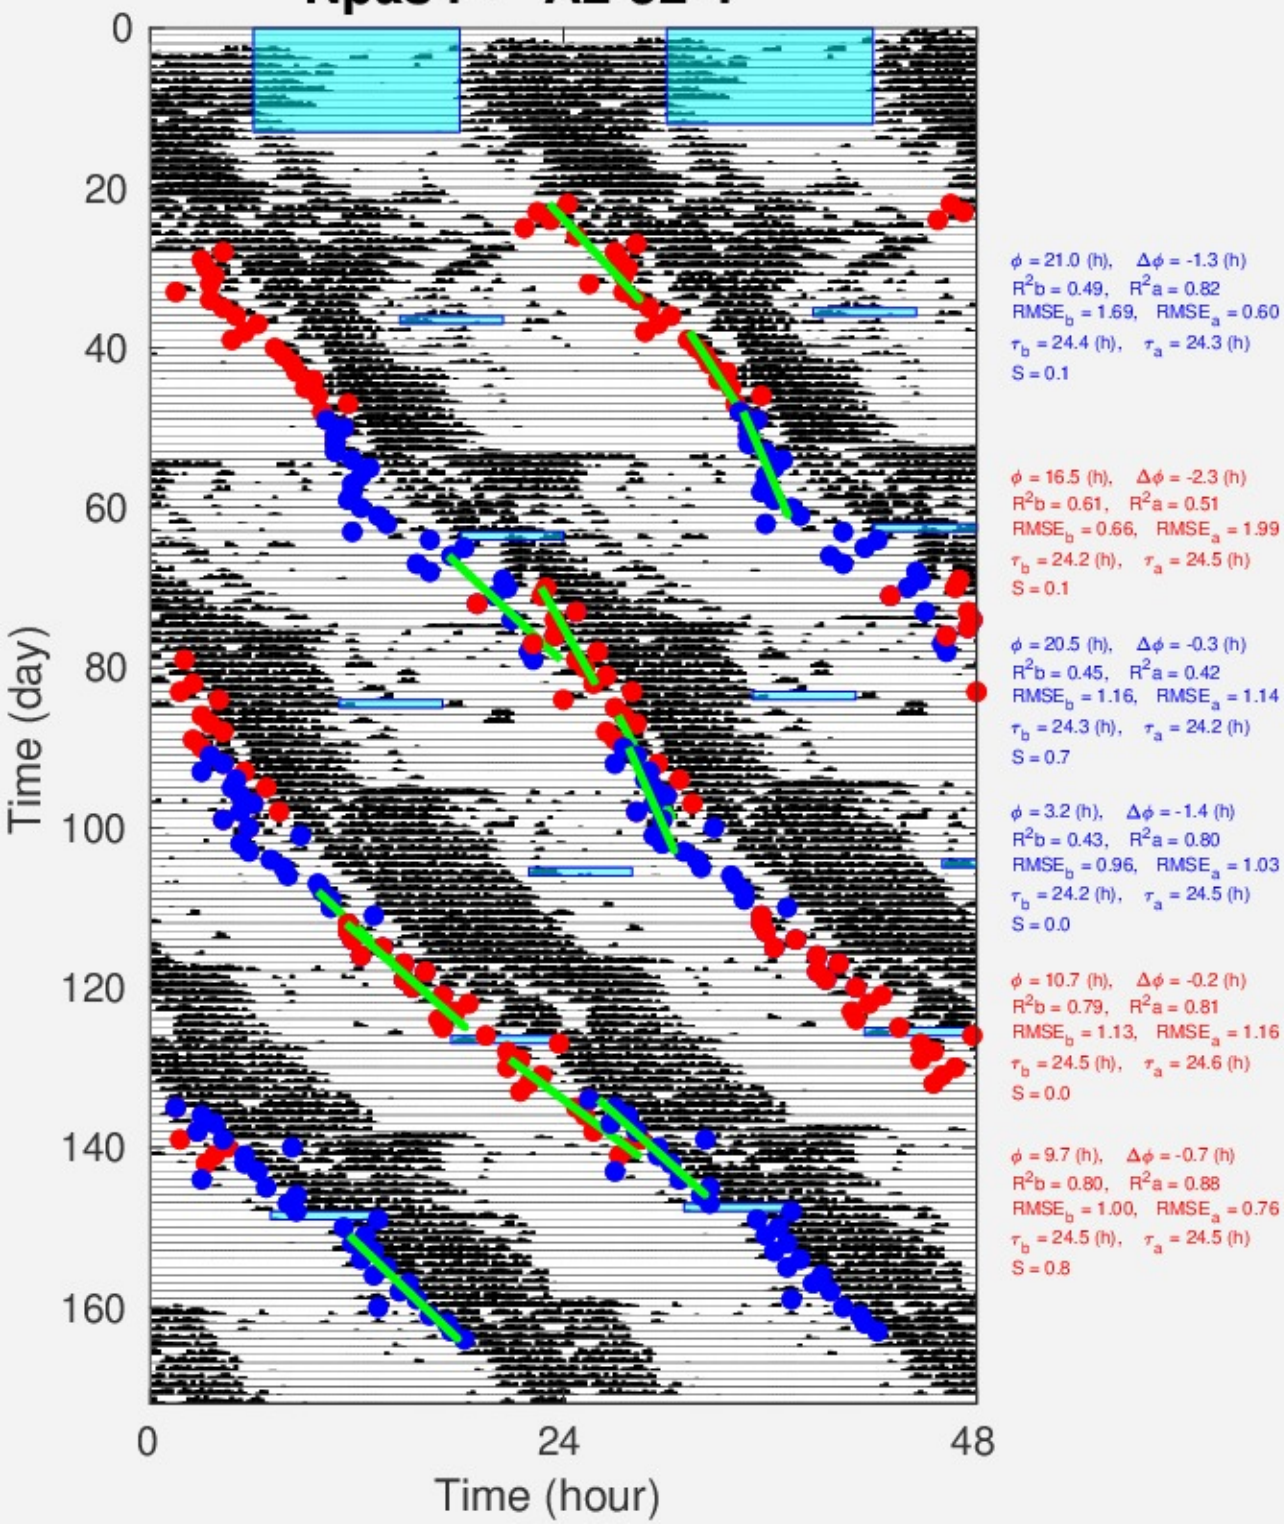 0
20
40
60
80
100
120
140
160
Time (day)
0 24 48
Time (hour)
ϕ = 21.0 (h), Δϕ = -1.3 (h)
R²b = 0.49, R²a = 0.82
RMSE_b = 1.69, RMSE_a = 0.60
τ_b = 24.4 (h), τ_a = 24.3 (h)
S = 0.1
ϕ = 16.5 (h), Δϕ = -2.3 (h)
R²b = 0.61, R²a = 0.51
RMSE_b = 0.66, RMSE_a = 1.99
τ_b = 24.2 (h), τ_a = 24.5 (h)
S = 0.1
ϕ = 20.5 (h), Δϕ = -0.3 (h)
R²b = 0.45, R²a = 0.42
RMSE_b = 1.16, RMSE_a = 1.14
τ_b = 24.3 (h), τ_a = 24.2 (h)
S = 0.7
ϕ = 3.2 (h), Δϕ = -1.4 (h)
R²b = 0.43, R²a = 0.80
RMSE_b = 0.96, RMSE_a = 1.03
τ_b = 24.2 (h), τ_a = 24.5 (h)
S = 0.0
ϕ = 10.7 (h), Δϕ = -0.2 (h)
R²b = 0.79, R²a = 0.81
RMSE_b = 1.13, RMSE_a = 1.16
τ_b = 24.5 (h), τ_a = 24.6 (h)
S = 0.0
ϕ = 9.7 (h), Δϕ = -0.7 (h)
R²b = 0.80, R²a = 0.88
RMSE_b = 1.00, RMSE_a = 0.76
τ_b = 24.5 (h), τ_a = 24.5 (h)
S = 0.8